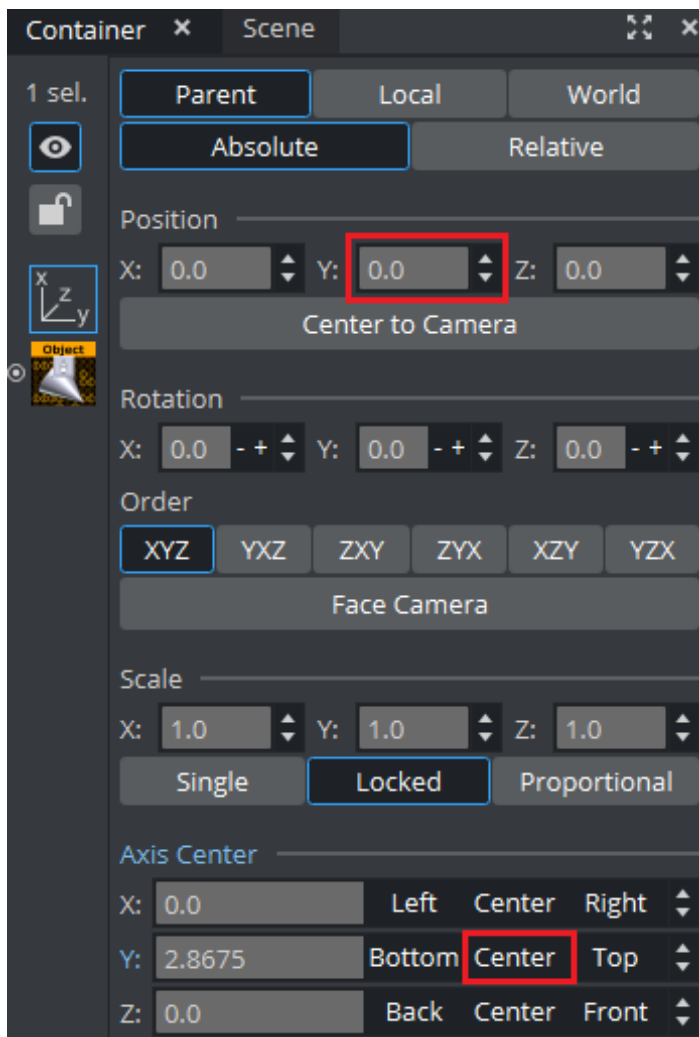 Container × Scene ×
1 sel. Parent Local World
Absolute Relative
Position
X: 0.0 Y: 0.0 Z: 0.0
x z y
Center to Camera
Object
Rotation
X: 0.0 - + Y: 0.0 - + Z: 0.0 - +
Order
XYZ YXZ ZXY ZYX XZY YZX
Face Camera
Scale
X: 1.0 Y: 1.0 Z: 1.0
Single Locked Proportional
Axis Center
X: 0.0 Left Center Right
Y: 2.8675 Bottom Center Top
Z: 0.0 Back Center Front